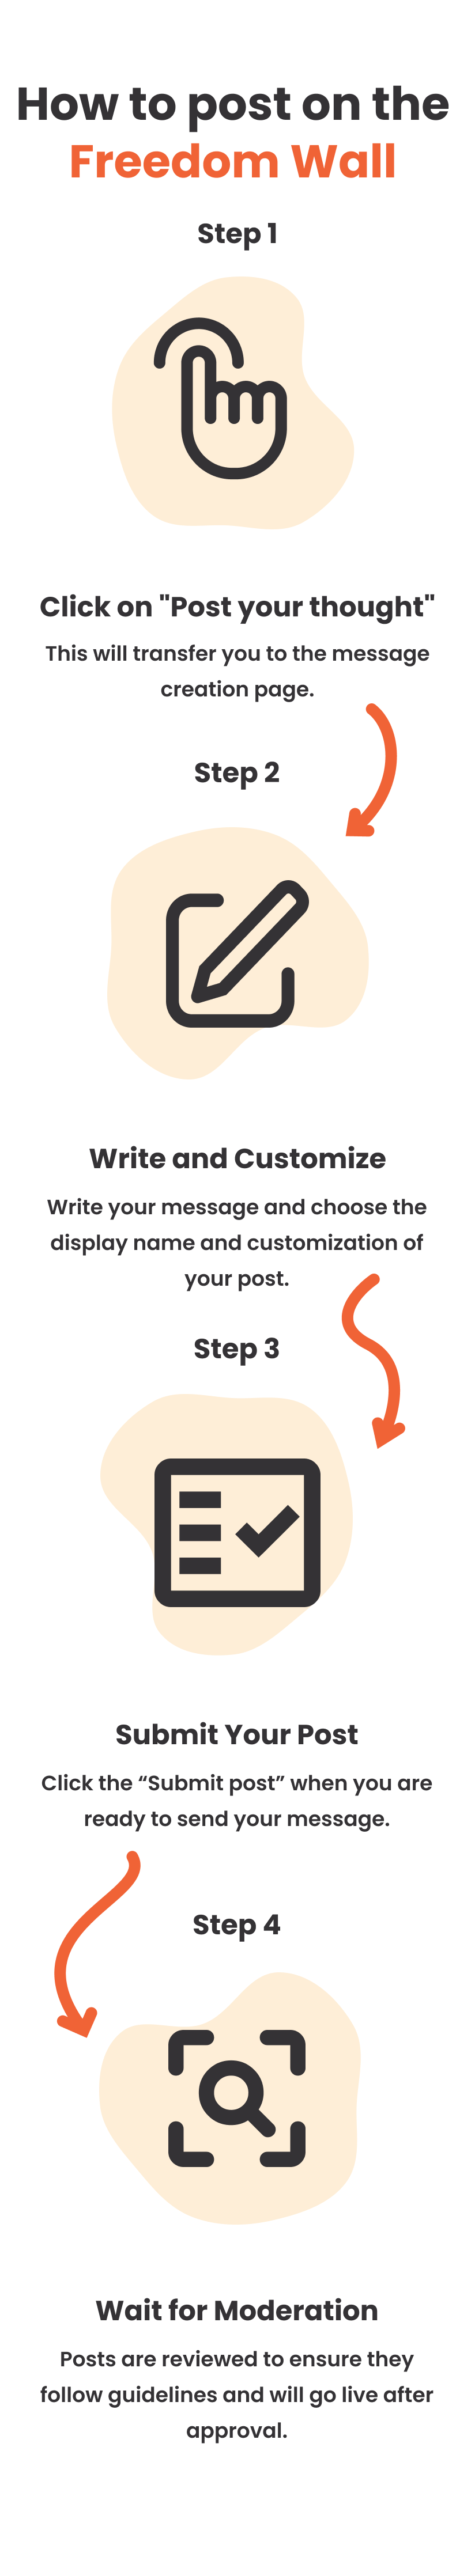 How to post on the
Freedom Wall
Step 1
Click on "Post your thought"
This will transfer you to the message
creation page.
Step 2
Write and Customize
Write your message and choose the
display name and customization of
your post.
Step 3
Submit Your Post
Click the “Submit post” when you are
ready to send your message.
Step 4
Wait for Moderation
Posts are reviewed to ensure they
follow guidelines and will go live after
approval.